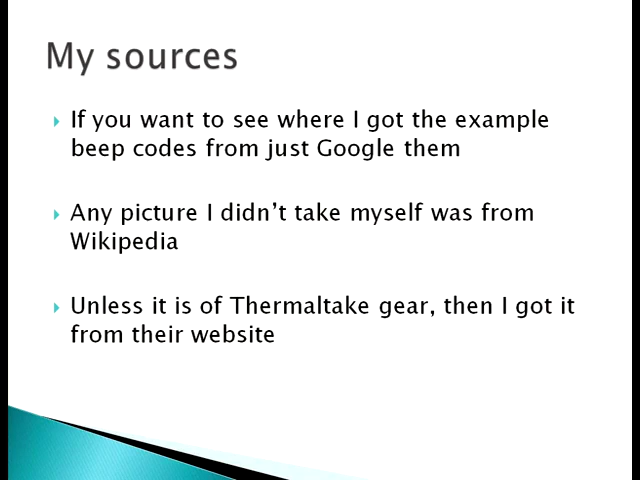 My sources
If you want to see where I got the example
beep codes from just Google them
Any picture I didn’t take myself was from
Wikipedia
Unless it is of Thermaltake gear, then I got it
from their website